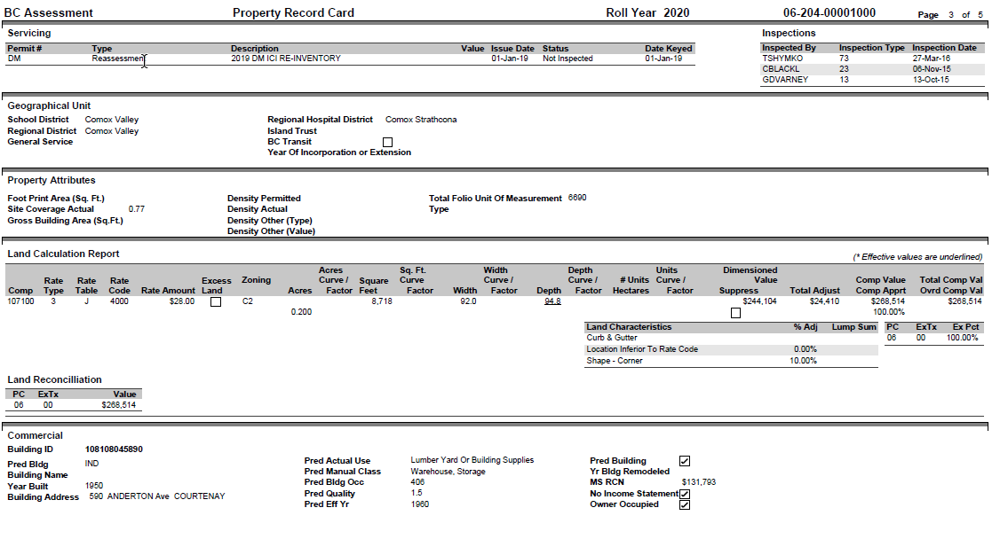 BC Assessment Property Record Card Roll Year 2020 06-204-00001000 Page 3 of 5
Servicing Inspections
Permit # Type Description Value Issue Date Status Date Keyed Inspected By Inspection Type Inspection Date
DM Reassessment 2019 DM ICI RE-INVENTORY 01-Jan-19 Not Inspected 01-Jan-19 TSHYMKO 73 27-Mar-16
CBLACKL 23 06-Nov-15
GDVARNEY 13 13-Oct-15
Geographical Unit
School District Comox Valley Regional Hospital District Comox Strathcona
Regional District Comox Valley Island Trust
General Service BC Transit
Year Of Incorporation or Extension
Property Attributes
Foot Print Area (Sq. Ft.) Density Permitted Total Folio Unit Of Measurement 6690
Site Coverage Actual 0.77 Density Actual Type
Gross Building Area (Sq.Ft.) Density Other (Type)
Density Other (Value)
Land Calculation Report (* Effective values are underlined)
Acres Sq. Ft. Width Depth Units Dimensioned
Rate Rate Rate Excess Zoning Curve / Square Curve Curve / Curve / # Units Curve / Value Comp Value Total Comp Val
Comp Type Table Code Rate Amount Land Acres Factor Feet Factor Width Factor Depth Factor Hectares Factor Suppress Total Adjust Comp Apprt Ovrd Comp Val
107100 3 J 4000 $28.00 C2 8,718 92.0 94.8 $244,104 $24,410 $268,514 $268,514
0.200 100.00%
Land Characteristics % Adj Lump Sum PC ExTx Ex Pct
Curb & Gutter 06 00 100.00%
Location Inferior To Rate Code 0.00%
Shape - Corner 10.00%
Land Reconcilliation
PC ExTx Value
06 00 $268,514
Commercial
Building ID 108108045890
Pred Bldg IND Pred Actual Use Lumber Yard Or Building Supplies Pred Building
Building Name Pred Manual Class Warehouse, Storage Yr Bldg Remodeled
Year Built 1950 Pred Bldg Occ 406 MS RCN $131,793
Building Address 590 ANDERTON Ave COURTENAY Pred Quality 1.5 No Income Statement
Pred Eff Yr 1960 Owner Occupied